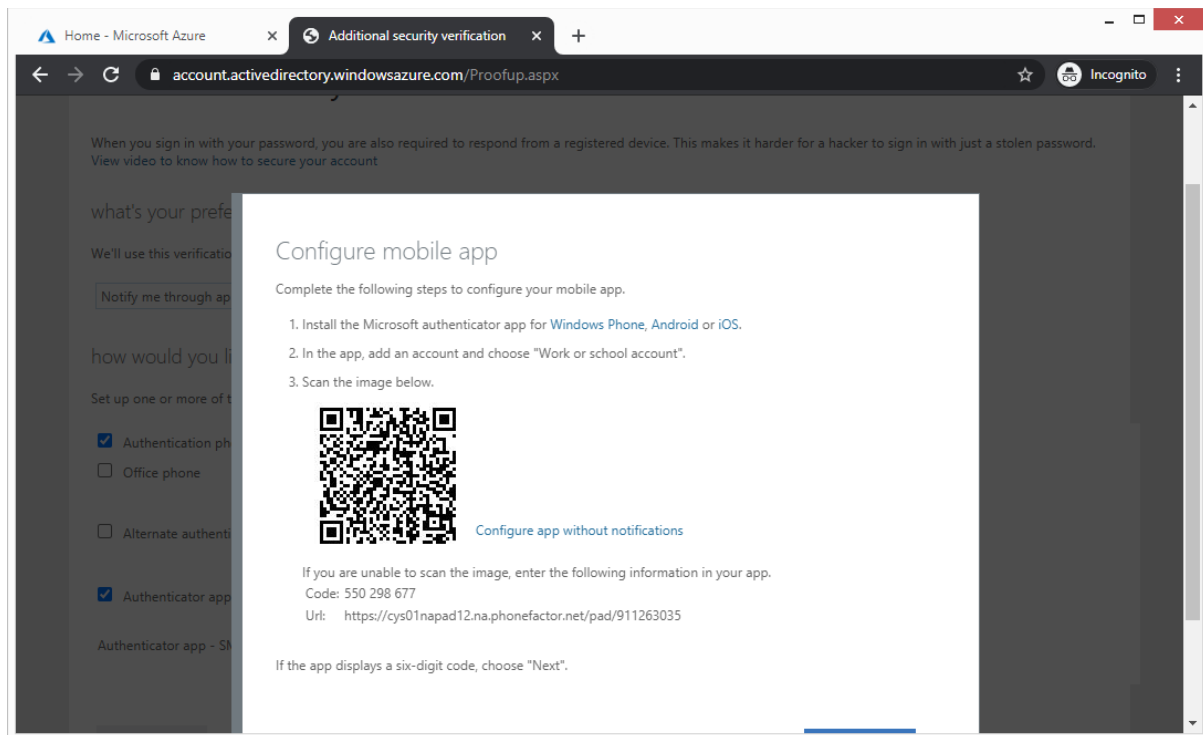 Home - Microsoft Azure
Additional security verification
account.activedirectory.windowsazure.com/Proofup.aspx
Incognito
When you sign in with your password, you are also required to respond from a registered device. This makes it harder for a hacker to sign in with just a stolen password.
View video to know how to secure your account
what's your prefe
We'll use this verificatio
Notify me through ap
how would you li
Set up one or more of t
Authentication ph
Office phone
Alternate authenti
Authenticator app
Authenticator app - SM
Configure mobile app
Complete the following steps to configure your mobile app.
1. Install the Microsoft authenticator app for Windows Phone, Android or iOS.
2. In the app, add an account and choose "Work or school account".
3. Scan the image below.
Configure app without notifications
If you are unable to scan the image, enter the following information in your app.
Code: 550 298 677
Url: https://cys01napad12.na.phonefactor.net/pad/911263035
If the app displays a six-digit code, choose "Next".